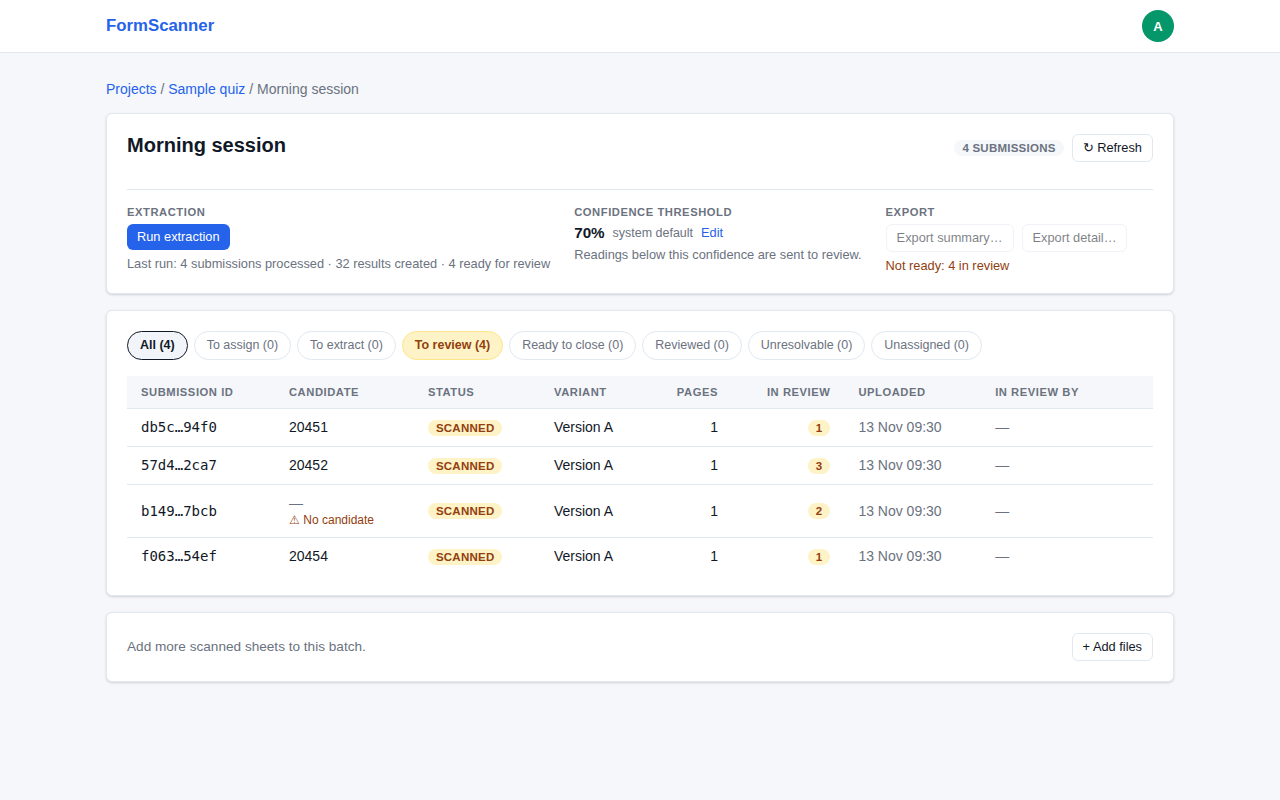 FormScanner
A
Projects / Sample quiz / Morning session
Morning session
4 SUBMISSIONS
↻ Refresh
EXTRACTION
Run extraction
Last run: 4 submissions processed · 32 results created · 4 ready for review
CONFIDENCE THRESHOLD
70% system default Edit
Readings below this confidence are sent to review.
EXPORT
Export summary… Export detail…
Not ready: 4 in review
All (4) To assign (0) To extract (0) To review (4) Ready to close (0) Reviewed (0) Unresolvable (0) Unassigned (0)
SUBMISSION ID CANDIDATE STATUS VARIANT PAGES IN REVIEW UPLOADED IN REVIEW BY
db5c…94f0 20451 SCANNED Version A 1 1 13 Nov 09:30 —
57d4…2ca7 20452 SCANNED Version A 1 3 13 Nov 09:30 —
b149…7bcb — SCANNED Version A 1 2 13 Nov 09:30 —
⚠ No candidate
f063…54ef 20454 SCANNED Version A 1 1 13 Nov 09:30 —
Add more scanned sheets to this batch.
+ Add files